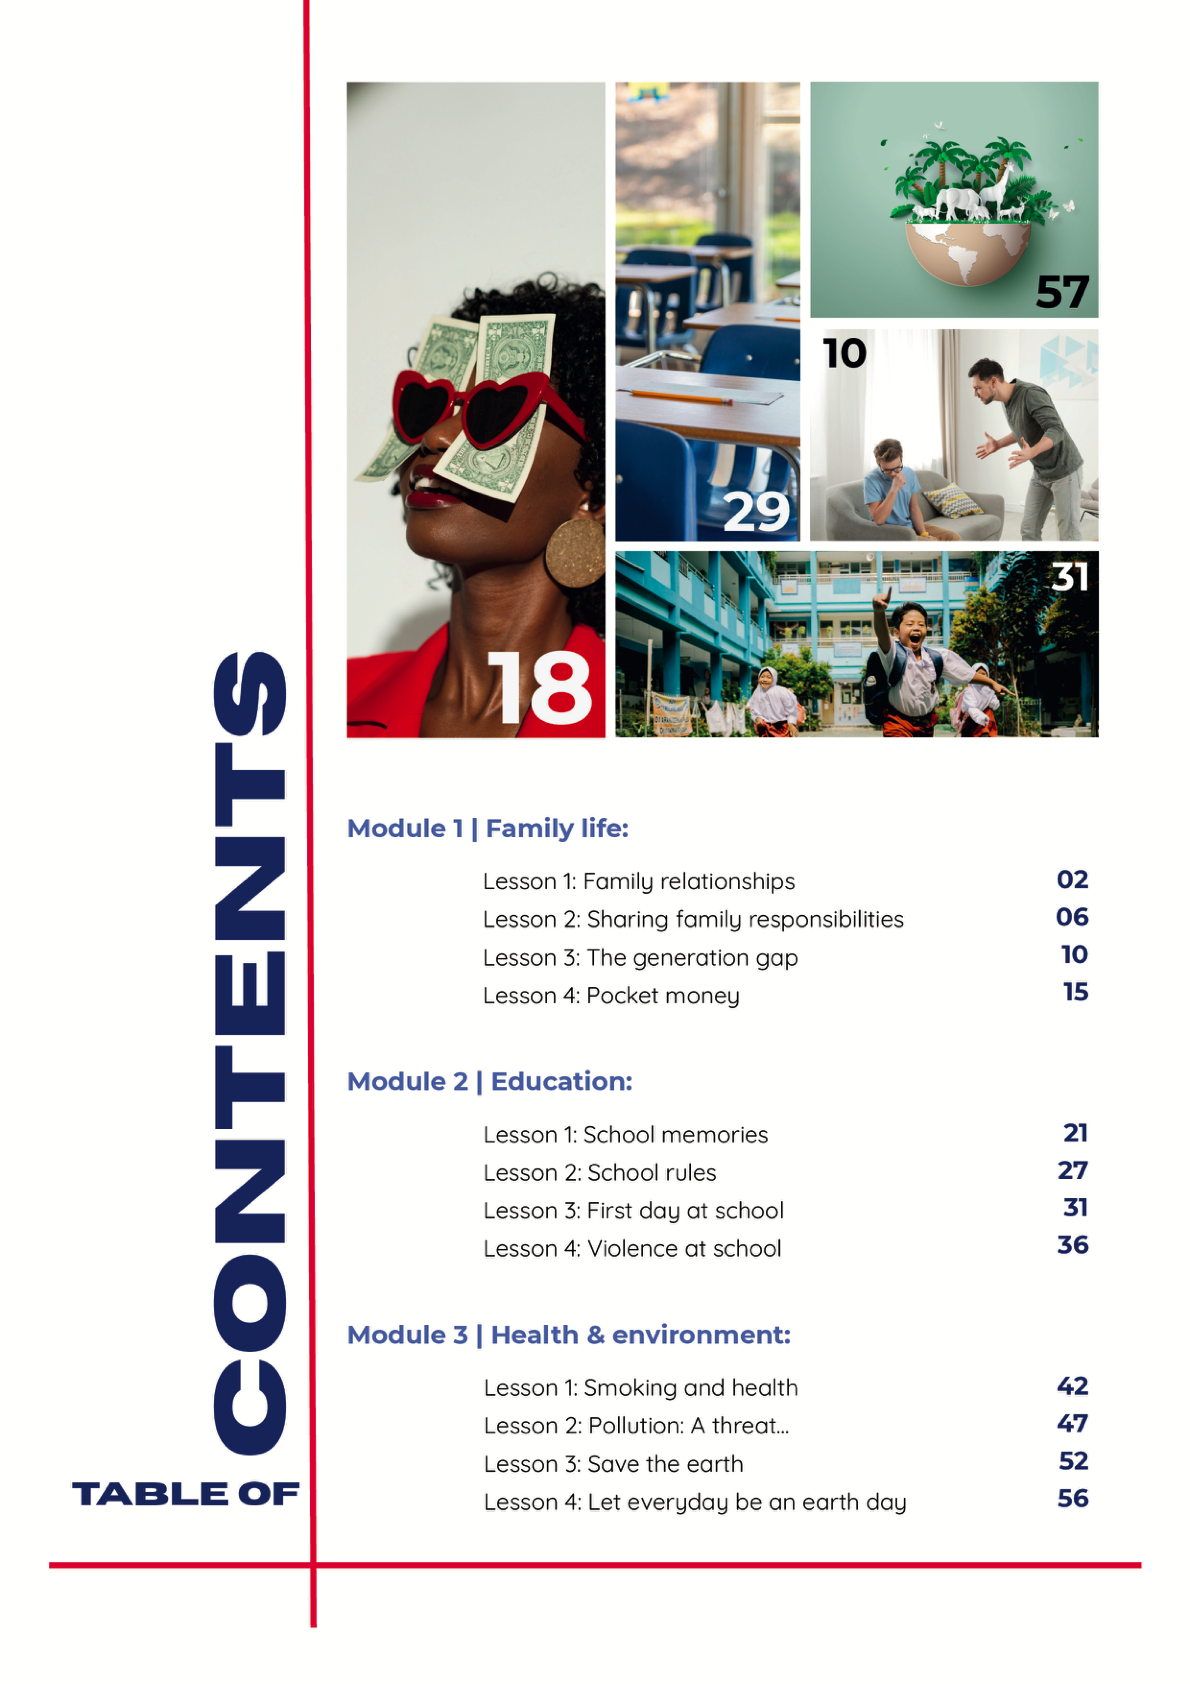 57
10
29
31
18
TABLE OF
CONTENTS
Module 1 | Family life:
Lesson 1: Family relationships 02
Lesson 2: Sharing family responsibilities 06
Lesson 3: The generation gap 10
Lesson 4: Pocket money 15
Module 2 | Education:
Lesson 1: School memories 21
Lesson 2: School rules 27
Lesson 3: First day at school 31
Lesson 4: Violence at school 36
Module 3 | Health & environment:
Lesson 1: Smoking and health 42
Lesson 2: Pollution: A threat... 47
Lesson 3: Save the earth 52
Lesson 4: Let everyday be an earth day 56